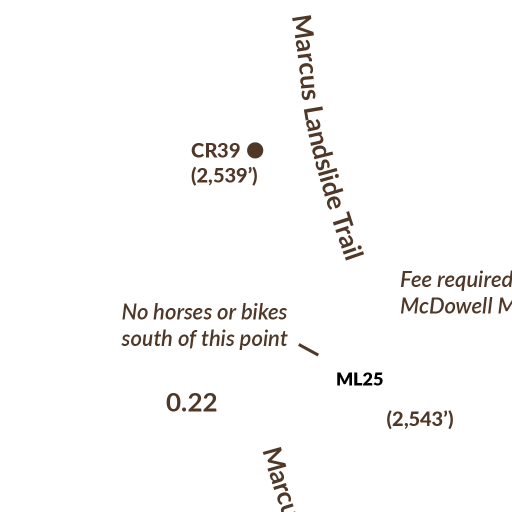 Marcus Landslide Trail
CR39
(2,539’)
Fee required
McDowell M
No horses or bikes
south of this point
ML25
0.22
(2,543’)
Marcu